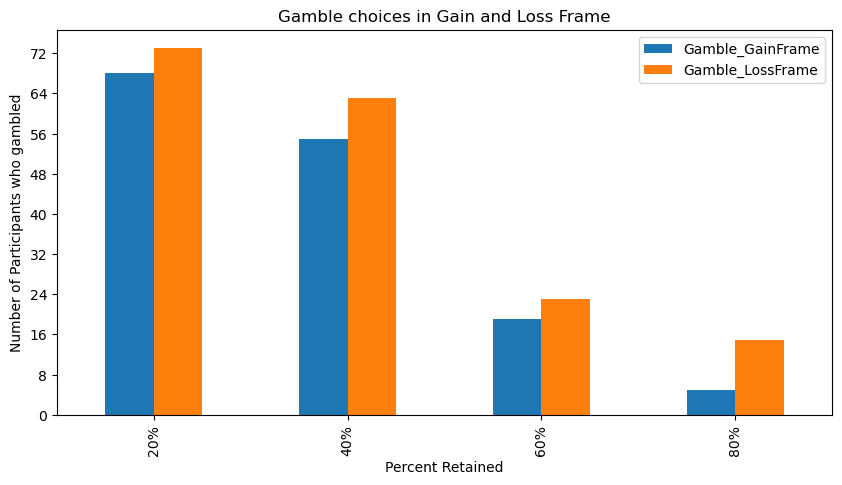 Gamble choices in Gain and Loss Frame
Gamble_GainFrame
Gamble_LossFrame
Number of Participants who gambled
72
64
56
48
40
32
24
16
8
0
20%
40%
60%
80%
Percent Retained